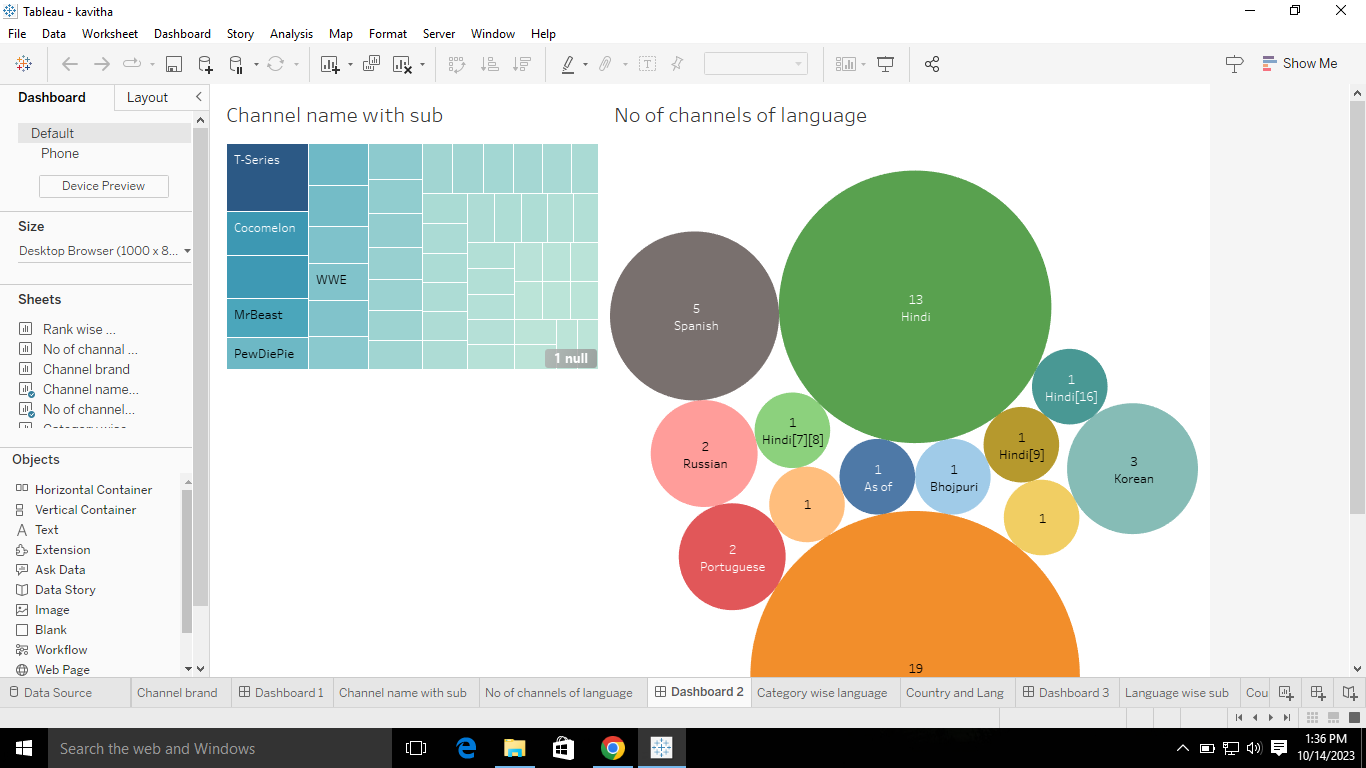 Tableau - kavitha
File Data Worksheet Dashboard Story Analysis Map Format Server Window Help
Show Me
Dashboard Layout
Default
Phone
Device Preview
Size
Desktop Browser (1000 x 8...
Sheets
Rank wise ...
No of channal ...
Channel brand
Channel name...
No of channel...
Objects
Horizontal Container
Vertical Container
Text
Extension
Ask Data
Data Story
Image
Blank
Workflow
Web Page
Channel name with sub
T-Series
Cocomelon
WWE
MrBeast
PewDiePie
1 null
No of channels of language
13
Hindi
5
Spanish
1
Hindi[16]
1
Hindi[7][8]
1
Hindi[9]
2
Russian
3
Korean
1
As of
1
Bhojpuri
1
1
2
Portuguese
19
Data Source Channel brand Dashboard 1 Channel name with sub No of channels of language Dashboard 2 Category wise language Country and Lang Dashboard 3 Language wise sub Cou
Search the web and Windows
1:36 PM
10/14/2023